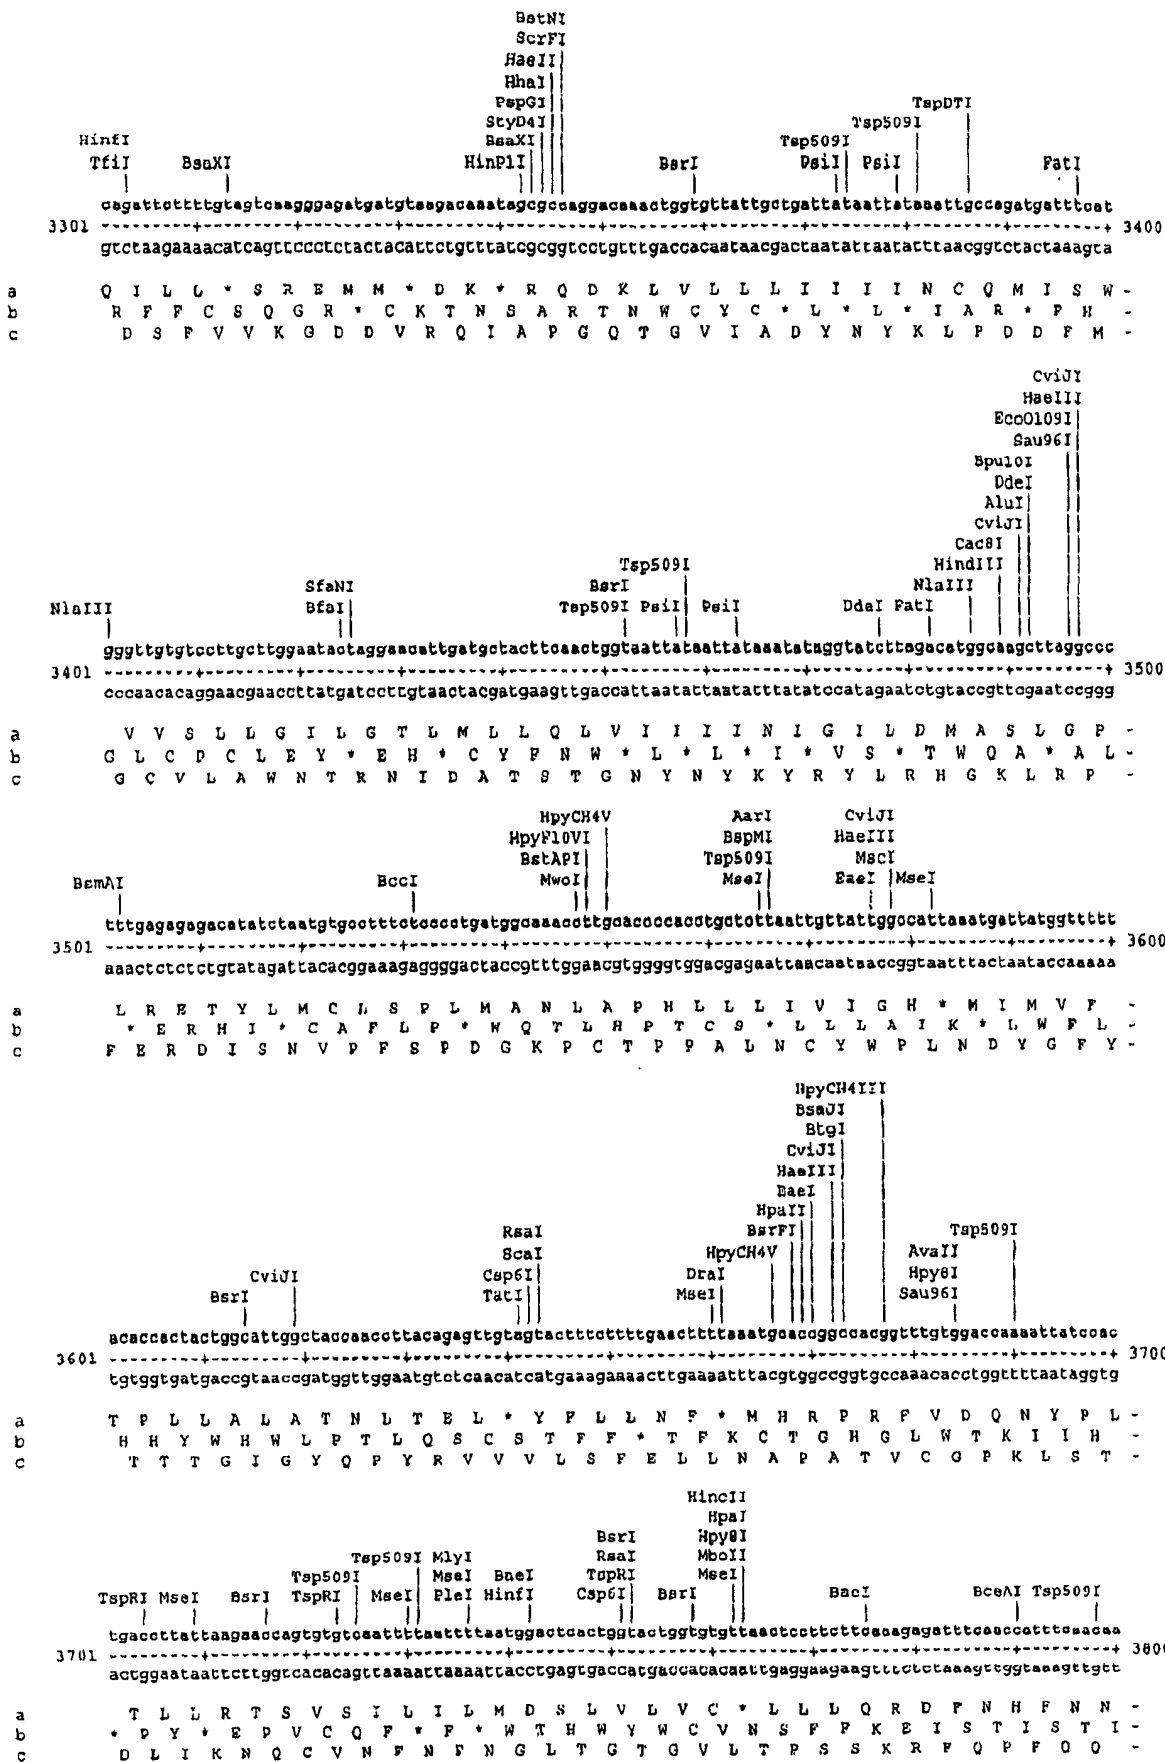 BstNI
ScrFI
HaeII
HhaI
PspGI TspDTI
HinfI StyD4I Tsp509I
BsaXI Tsp509I
TfiI BsaXI HinP1I BsrI PsiI PsiI FatI
cagattcttttgtagtcaagggagatgatgtaagacaaatagcgccaggacaaactggtgttattgctgattataattataaattgccagatgatttcat
3301 ---------+---------+---------+---------+---------+---------+---------+---------+---------+---------+ 3400
gtctaagaaaacatcagttccctctactacattctgtttatcgcggtcctgtttgaccacaataacgactaatattaatatttaacggtctactaaagta
a Q I L L * S R E M M * D K * R Q D K L V L L L I I I I N C Q M I S W -
b R F F C S Q G R * C K T N S A R T N W C Y C * L * L * I A R * P H -
c D S F V V K G D D V R Q I A P G Q T G V I A D Y N Y K L P D D F M -
CviJI
HaeIII
EcoO109I
Sau96I
Bpu10I
DdeI
AluI
CviJI
Cac8I
Tsp509I HindIII
SfaNI BsrI NlaIII
NlaIII BfaI Tsp509I PsiI PsiI DdeI FatI
gggttgtgtccttgcttggaatactaggaacattgatgctacttcaactggtaattataattataaatataggtatcttagacatggcaagcttaggccc
3401 ---------+---------+---------+---------+---------+---------+---------+---------+---------+---------+ 3500
cccaacacaggaacgaaccttatgatccttgtaactacgatgaagttgaccattaatattaatatttatatccatagaatctgtaccgttcgaatccggg
a V V S L L G I L G T L M L L Q L V I I I I N I G I L D M A S L G P -
b G L C P C L E Y * E H * C Y F N W * L * L * I * V S * T W Q A * A L -
c G C V L A W N T R N I D A T S T G N Y N Y K Y R Y L R H G K L R P -
HpyCH4V AarI CviJI
HpyF10VI BspMI HaeIII
BstAPI Tsp509I MscI
BsmAI BccI MwoI MseI EaeI MseI
tttgagagagacatatctaatgtgcctttctcccctgatggcaaaccttgcaccccacctgctcttaattgttattggccattaaatgattatggttttt
3501 ---------+---------+---------+---------+---------+---------+---------+---------+---------+---------+ 3600
aaactctctctgtatagattacacggaaagaggggactaccgtttggaacgtggggtggacgagaattaacaataaccggtaatttactaataccaaaaa
a L R E T Y L M C L S P L M A N L A P H L L L I V I G H * M I M V F -
b * E R H I * C A F L P * W Q T L H P T C S * L L L A I K * L W F L -
c F E R D I S N V P F S P D G K P C T P P A L N C Y W P L N D Y G F Y -
HpyCH4III
BsaJI
BtgI
CviJI
HaeIII
EaeI
HpaII
RsaI BsrFI Tsp509I
ScaI HpyCH4V AvaII
CviJI Csp6I DraI Hpy8I
BsrI TatI MseI Sau96I
acaccactactggcattggctaccaaccttacagagttgtagtactttcttttgaacttttaaatgcaccggccacggtttgtggaccaaaattatccac
3601 ---------+---------+---------+---------+---------+---------+---------+---------+---------+---------+ 3700
tgtggtgatgaccgtaaccgatggttggaatgtctcaacatcatgaaagaaaacttgaaaatttacgtggccggtgccaaacacctggttttaataggtg
a T P L L A L A T N L T E L * Y F L L N F * M H R P R F V D Q N Y P L -
b H H Y W H W L P T L Q S C S T F F * T F K C T G H G L W T K I I H -
c T T T G I G Y Q P Y R V V V L S F E L L N A P A T V C G P K L S T -
HincII
HpaI
BsrI Hpy8I
Tsp509I MlyI RsaI MboII
Tsp509I MseI BaeI TspRI MseI
TspRI MseI BsrI TspRI MseI PleI HinfI Csp6I BsrI BaeI BceAI Tsp509I
tgaccttattaagaaccagtgtgtcaattttaattttaatggactcactggtactggtgtgttaactccttcttcaaagagatttcaaccatttcaacaa
3701 ---------+---------+---------+---------+---------+---------+---------+---------+---------+---------+ 3800
actggaataattcttggtcacacagttaaaattaaaattacctgagtgaccatgaccacacaattgaggaagaagtttctctaaagttggtaaagttgtt
a T L L R T S V S I L I L M D S L V L V C * L L L Q R D F N H F N N -
b * P Y * E P V C Q F * F * W T H W Y W C V N S F F K E I S T I S T I -
c D L I K N Q C V N F N F N G L T G T G V L T P S S K R F Q P F Q Q -